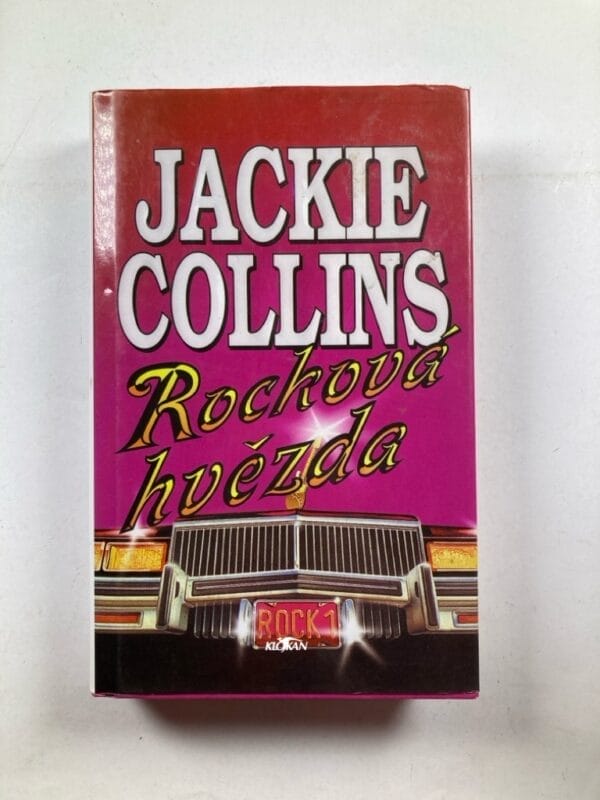 JACKIE
COLLINS
Rocková
hvězda
ROCK 1
KLOKAN